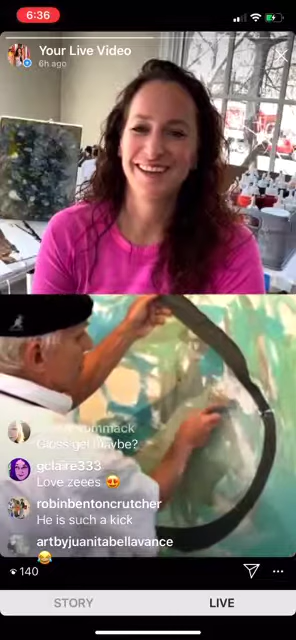 6:36
Your Live Video
6h ago
Gloss gel maybe?
gclaire333
Love zeees 😍
robinbentoncrutcher
He is such a kick
artbyjuanitabellavance
😂
140
STORY
LIVE